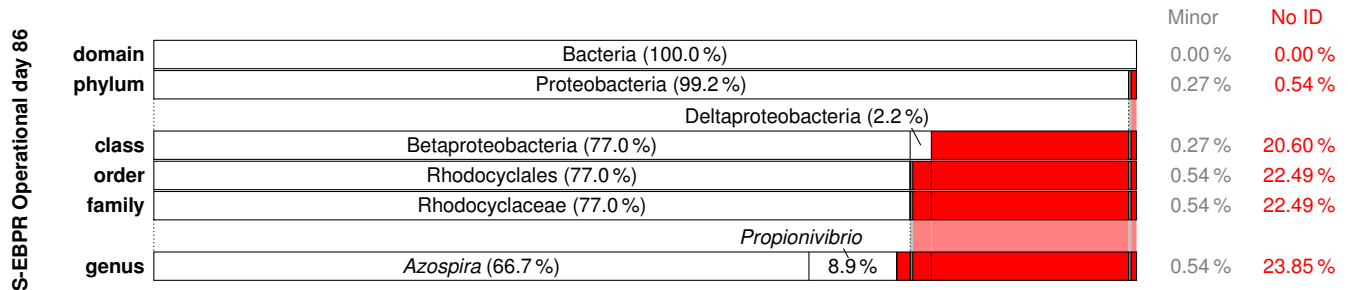 Minor No ID
S-EBPR Operational day 86
domain Bacteria (100.0 %) 0.00 % 0.00 %
phylum Proteobacteria (99.2 %) 0.27 % 0.54 %
Deltaproteobacteria (2.2 %)
class Betaproteobacteria (77.0 %) 0.27 % 20.60 %
order Rhodocyclales (77.0 %) 0.54 % 22.49 %
family Rhodocyclaceae (77.0 %) 0.54 % 22.49 %
Propionivibrio
genus Azospira (66.7 %) 8.9 % 0.54 % 23.85 %